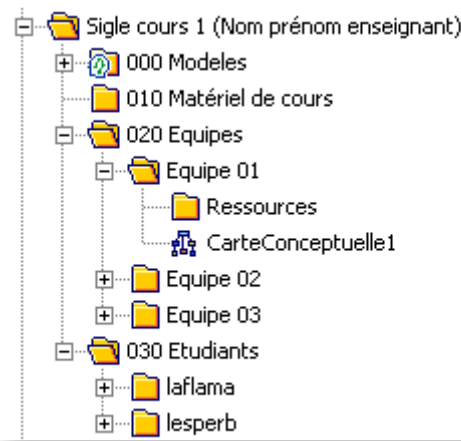 Sigle cours 1 (Nom prénom enseignant)
000 Modeles
010 Matériel de cours
020 Equipes
Equipe 01
Ressources
CarteConceptuelle1
Equipe 02
Equipe 03
030 Etudiants
laflama
lesperb